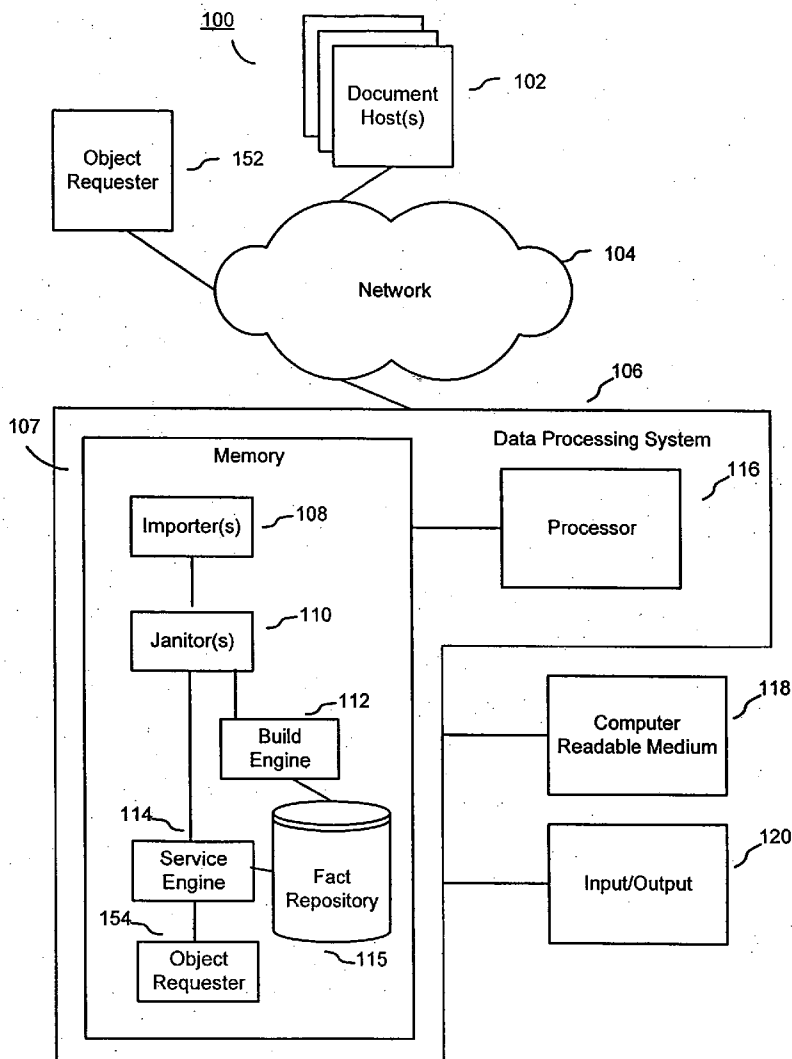 100
Document
Host(s)
102
Object
Requester
152
104
Network
106
107
Data Processing System
Memory
116
Processor
Importer(s)
108
Janitor(s)
110
112
Build
Engine
118
Computer
Readable Medium
114
Service
Engine
Fact
Repository
120
Input/Output
154
Object
Requester
115